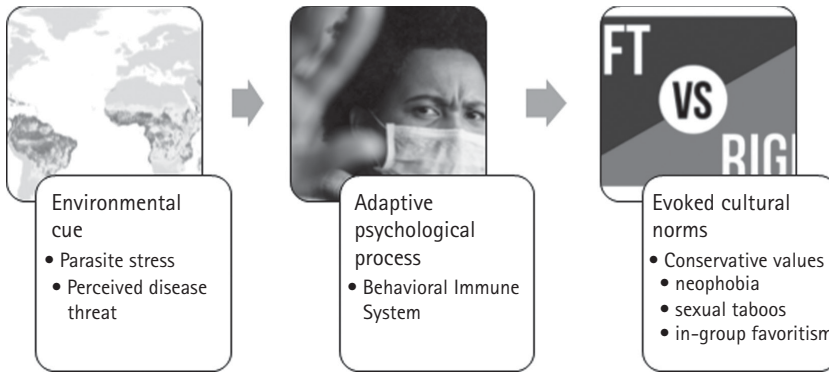 FT
VS
RIGI
Environmental
cue
• Parasite stress
• Perceived disease
threat
Adaptive
psychological
process
• Behavioral Immune
System
Evoked cultural
norms
• Conservative values
• neophobia
• sexual taboos
• in-group favoritism